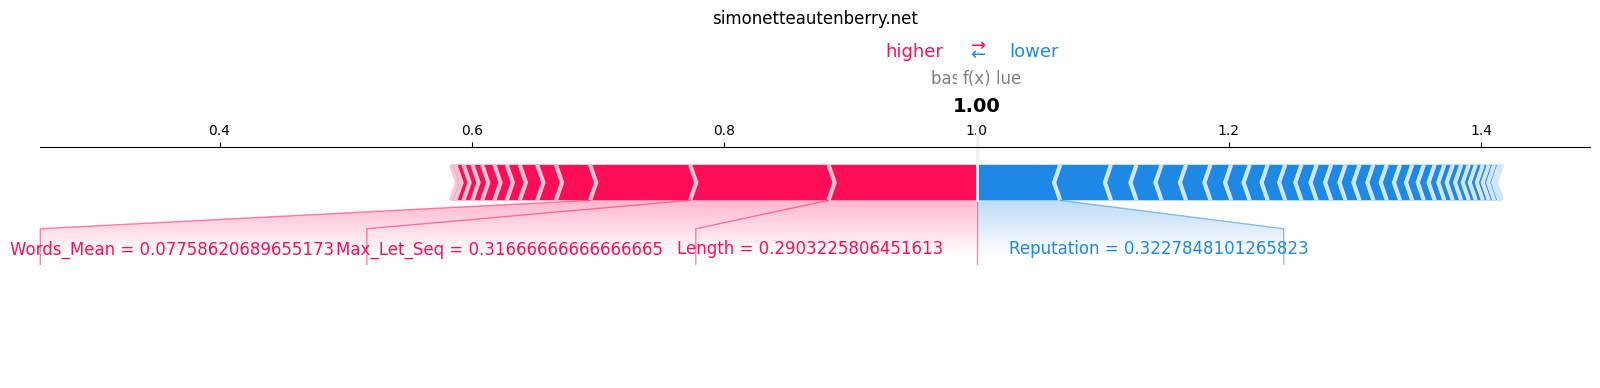 simonetteautenberry.net
higher ⇄ lower
bas f(x) lue
1.00
0.4 0.6 0.8 1.0 1.2 1.4
Words_Mean = 0.07758620689655173 Max_Let_Seq = 0.31666666666666665 Length = 0.2903225806451613 Reputation = 0.3227848101265823